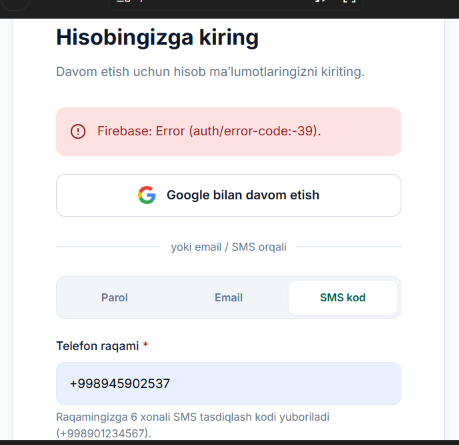 Hisobingizga kiring
Davom etish uchun hisob ma'lumotlaringizni kiriting.
Firebase: Error (auth/error-code:-39).
Google bilan davom etish
yoki email / SMS orqali
Parol Email SMS kod
Telefon raqami *
+998945902537
Raqamingizga 6 xonali SMS tasdiqlash kodi yuboriladi
(+998901234567).